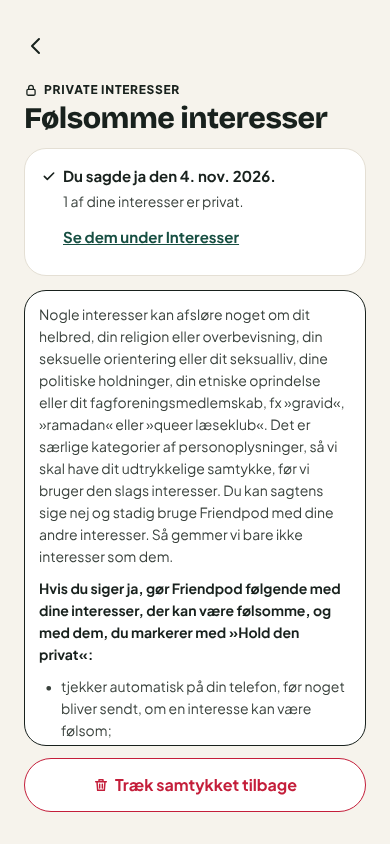 PRIVATE INTERESSER
Følsomme interesser
Du sagde ja den 4. nov. 2026.
1 af dine interesser er privat.
Se dem under Interesser
Nogle interesser kan afsløre noget om dit
helbred, din religion eller overbevisning, din
seksuelle orientering eller dit seksualliv, dine
politiske holdninger, din etniske oprindelse
eller dit fagforeningsmedlemskab, fx »gravid«,
»ramadan« eller »queer læseklub«. Det er
særlige kategorier af personoplysninger, så vi
skal have dit udtrykkelige samtykke, før vi
bruger den slags interesser. Du kan sagtens
sige nej og stadig bruge Friendpod med dine
andre interesser. Så gemmer vi bare ikke
interesser som dem.
Hvis du siger ja, gør Friendpod følgende med
dine interesser, der kan være følsomme, og
med dem, du markerer med »Hold den
privat«:
• tjekker automatisk på din telefon, før noget
bliver sendt, om en interesse kan være
følsom;
Træk samtykket tilbage